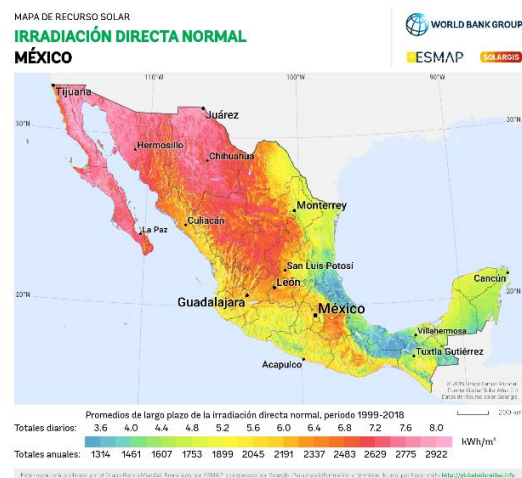 MAPA DE RECURSO SOLAR
IRRADIACIÓN DIRECTA NORMAL
MÉXICO
WORLD BANK GROUP
ESMAP
SOLARGIS
110°W
100°W
90°W
Tijuana
Juárez
30°N
30°N
Hermosillo
Chihuahua
Monterrey
Culiacán
La Paz
San Luis Potosí
León
Cancún
20°N
20°N
Guadalajara
México
Villahermosa
Tuxtla Gutiérrez
Acapulco
200 km
Promedios de largo plazo de la irradiación directa normal, periodo 1999-2018
Totales diarios: 3.6 4.0 4.4 4.8 5.2 5.6 6.0 6.4 6.8 7.2 7.6 8.0
kWh/m²
Totales anuales: 1314 1461 1607 1753 1899 2045 2191 2337 2483 2629 2775 2922